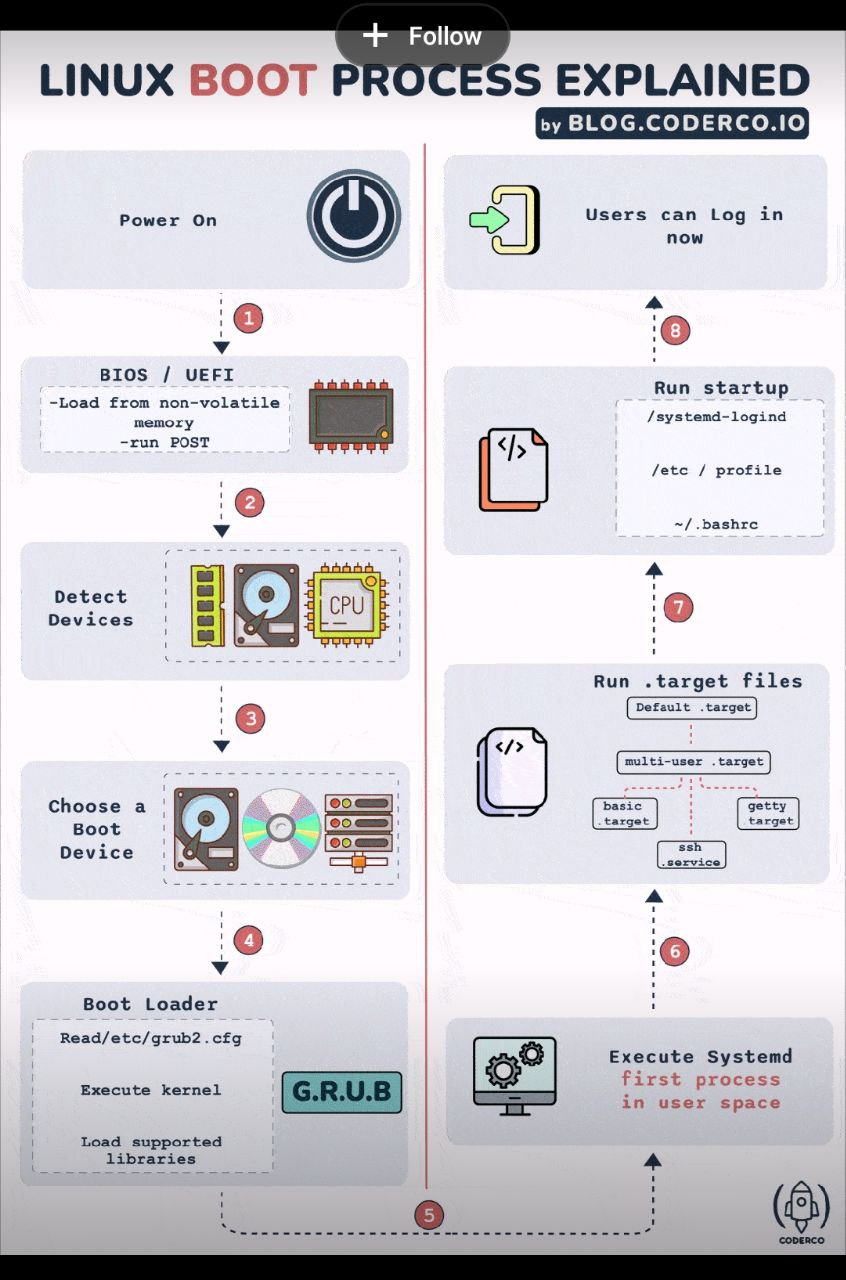 + Follow
LINUX BOOT PROCESS EXPLAINED
by BLOG.CODERCO.IO
Power On
1
BIOS / UEFI
-Load from non-volatile
memory
-run POST
2
Detect
Devices
CPU
3
Choose a
Boot
Device
4
Boot Loader
Read/etc/grub2.cfg
Execute kernel
Load supported
libraries
G.R.U.B
5
Execute Systemd
first process
in user space
6
Run .target files
</>
Default .target
multi-user .target
basic
.target
getty
.target
ssh
.service
7
Run startup
</>
/systemd-logind
/etc / profile
~/.bashrc
8
Users can Log in
now
CODERCO